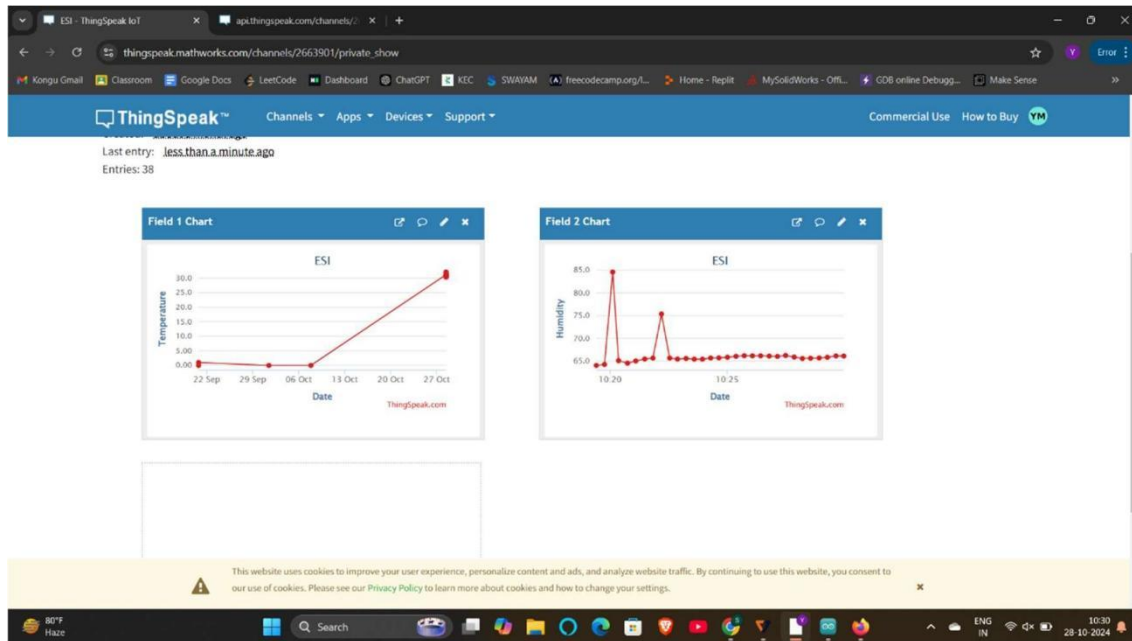 ESI - ThingSpeak IoT
api.thingspeak.com/channels/2
thingspeak.mathworks.com/channels/2663901/private_show
Y
Error
Kongu Gmail
Classroom
Google Docs
LeetCode
Dashboard
ChatGPT
KEC
SWAYAM
freecodecamp.org/l...
Home - Replit
MySolidWorks - Offi...
GDB online Debugg...
Make Sense
ThingSpeak™
Channels
Apps
Devices
Support
Commercial Use
How to Buy
YM
Last entry: less than a minute ago
Entries: 38
Field 1 Chart
ESI
Temperature
30.0
25.0
20.0
15.0
10.0
5.00
0.00
22 Sep
29 Sep
06 Oct
13 Oct
20 Oct
27 Oct
Date
ThingSpeak.com
Field 2 Chart
ESI
Humidity
85.0
80.0
75.0
70.0
65.0
10:20
10:25
Date
ThingSpeak.com
This website uses cookies to improve your user experience, personalize content and ads, and analyze website traffic. By continuing to use this website, you consent to
our use of cookies. Please see our Privacy Policy to learn more about cookies and how to change your settings.
80°F
Haze
Search
ENG
IN
10:30
28-10-2024